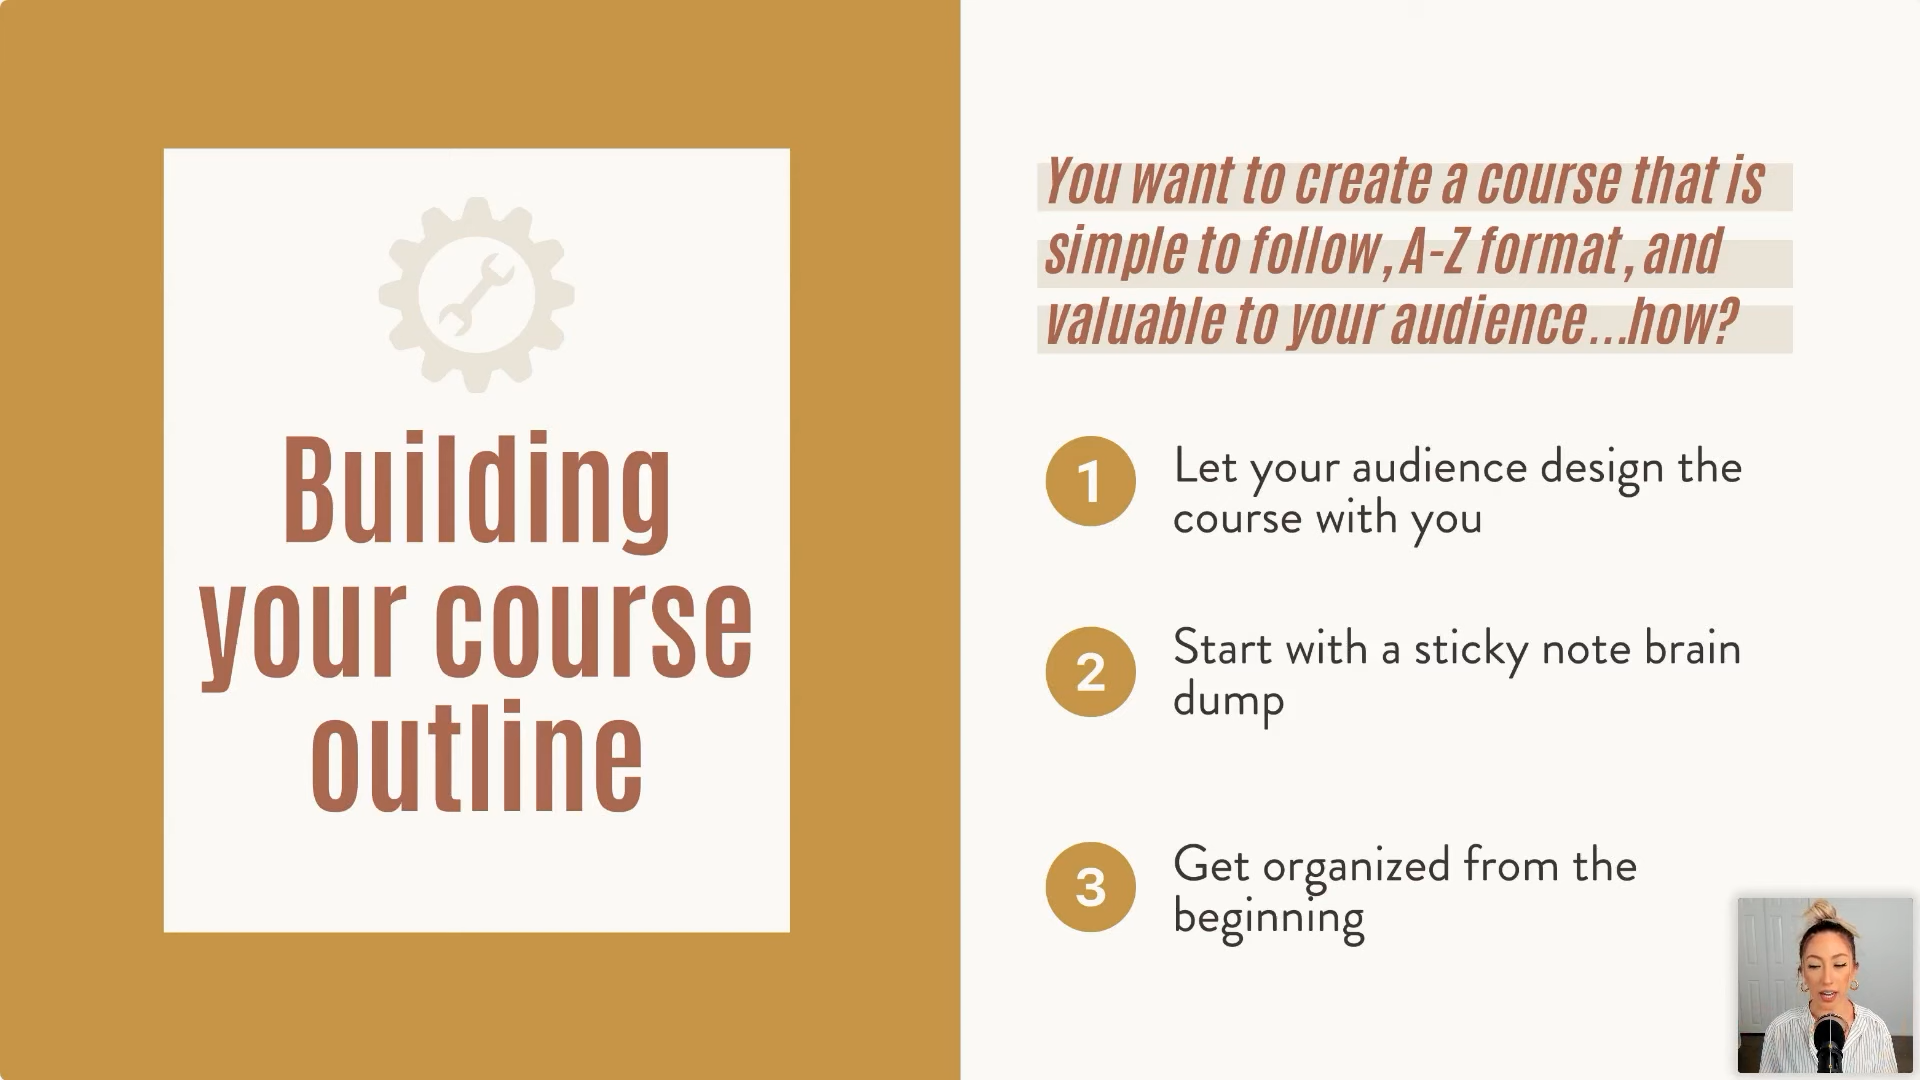 Building
your course
outline
You want to create a course that is
simple to follow, A-Z format, and
valuable to your audience...how?
1
Let your audience design the
course with you
2
Start with a sticky note brain
dump
3
Get organized from the
beginning